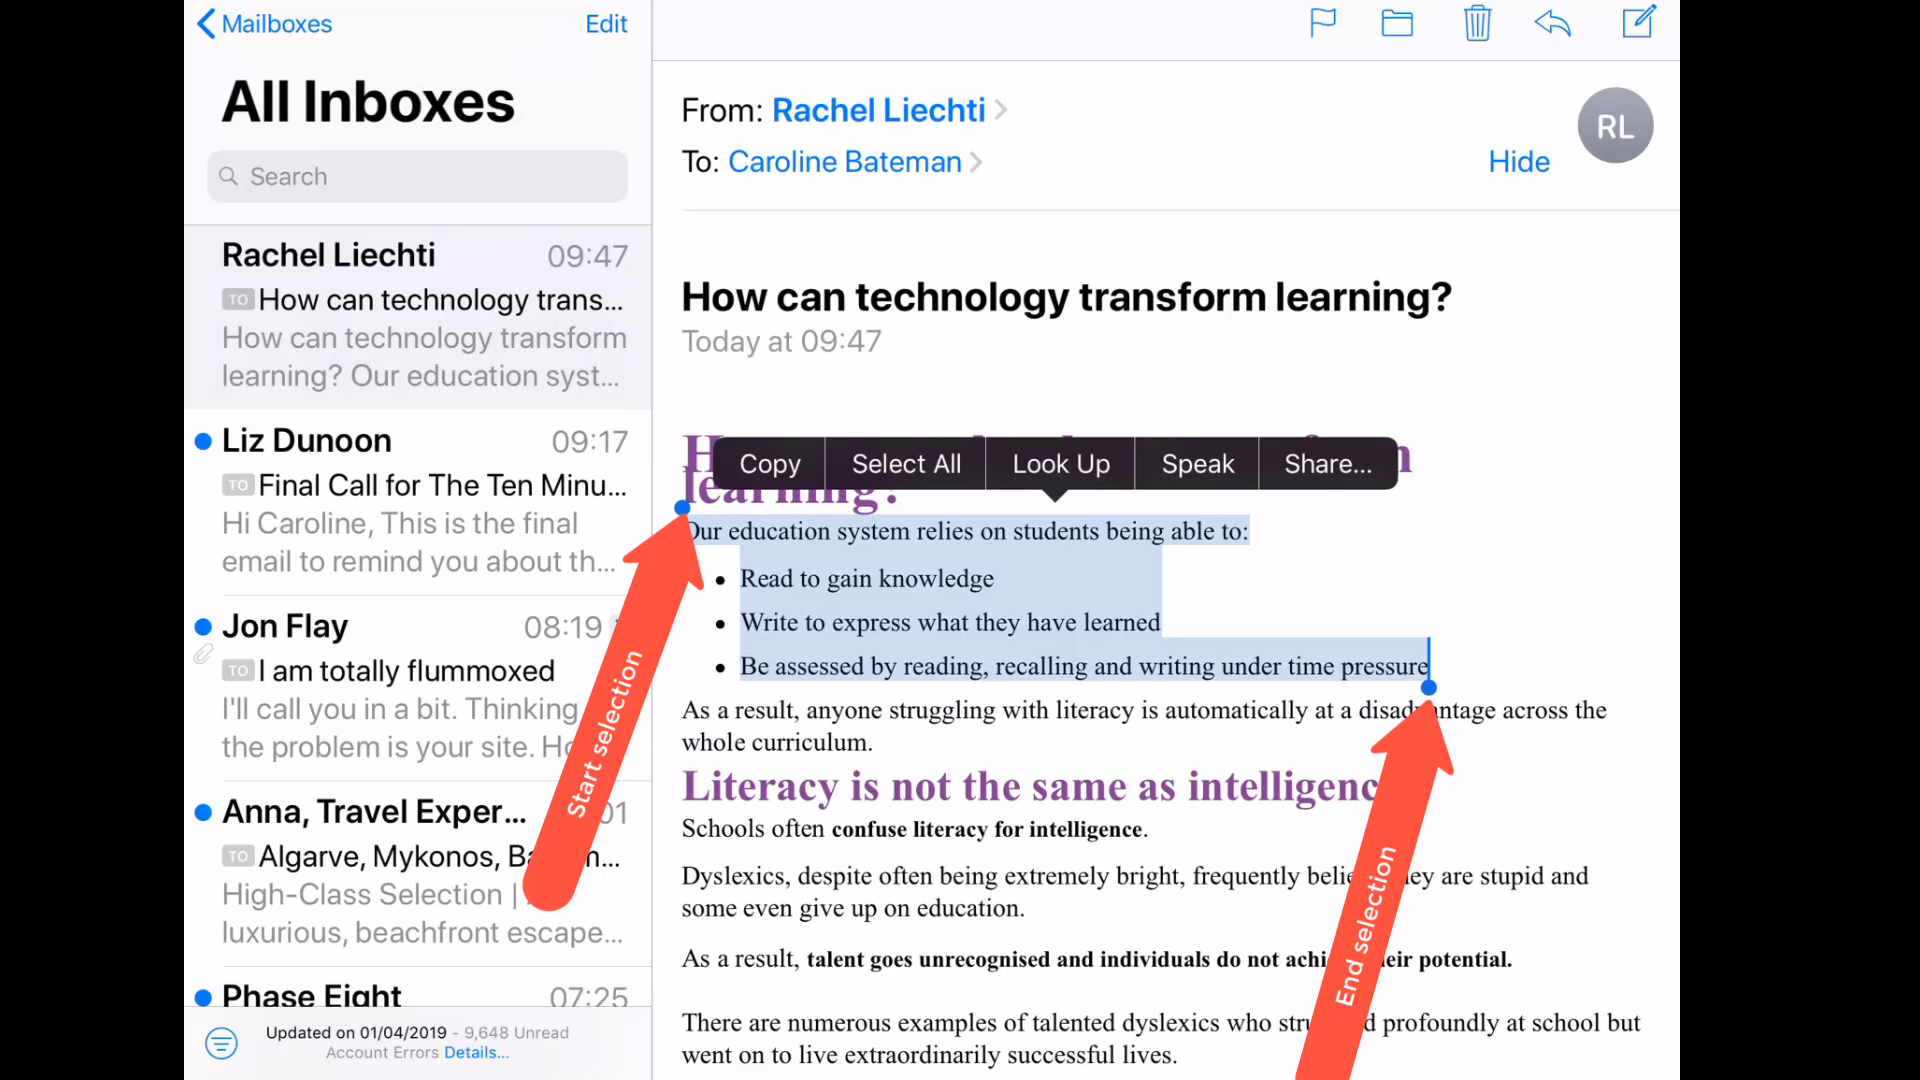 Mailboxes
Edit
All Inboxes
Search
Rachel Liechti 09:47
TO How can technology trans...
How can technology transform
learning? Our education syst...
Liz Dunoon 09:17
TO Final Call for The Ten Minu...
Hi Caroline, This is the final
email to remind you about th...
Jon Flay 08:19
TO I am totally flummoxed
I'll call you in a bit. Thinking
the problem is your site.
Anna, Travel Exper...
TO Algarve, Mykonos,
High-Class Selection |
luxurious, beachfront escape...
Phase Eight 07:25
Updated on 01/04/2019 - 9,648 Unread
Account Errors Details...
From: Rachel Liechti
To: Caroline Bateman
Hide
RL
How can technology transform learning?
Today at 09:47
Copy Select All Look Up Speak Share...
learning?
Our education system relies on students being able to:
• Read to gain knowledge
• Write to express what they have learned
• Be assessed by reading, recalling and writing under time pressure
As a result, anyone struggling with literacy is automatically at a disadvantage across the
whole curriculum.
Literacy is not the same as
Schools often confuse literacy for intelligence.
Dyslexics, despite often being extremely bright, frequently are stupid and
some even give up on education.
As a result, talent goes unrecognised and individuals do not potential.
There are numerous examples of talented dyslexics who profoundly at school but
went on to live extraordinarily successful lives.
Start selection
End selection